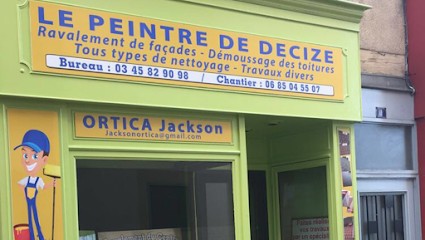 LE PEINTRE DE DECIZE
Ravalement de façades - Démoussage des toitures
Tous types de nettoyage - Travaux divers
Bureau : 03 45 82 90 98 / Chantier : 06 85 04 55 07
ORTICA Jackson
Jacksonortica@gmail.com